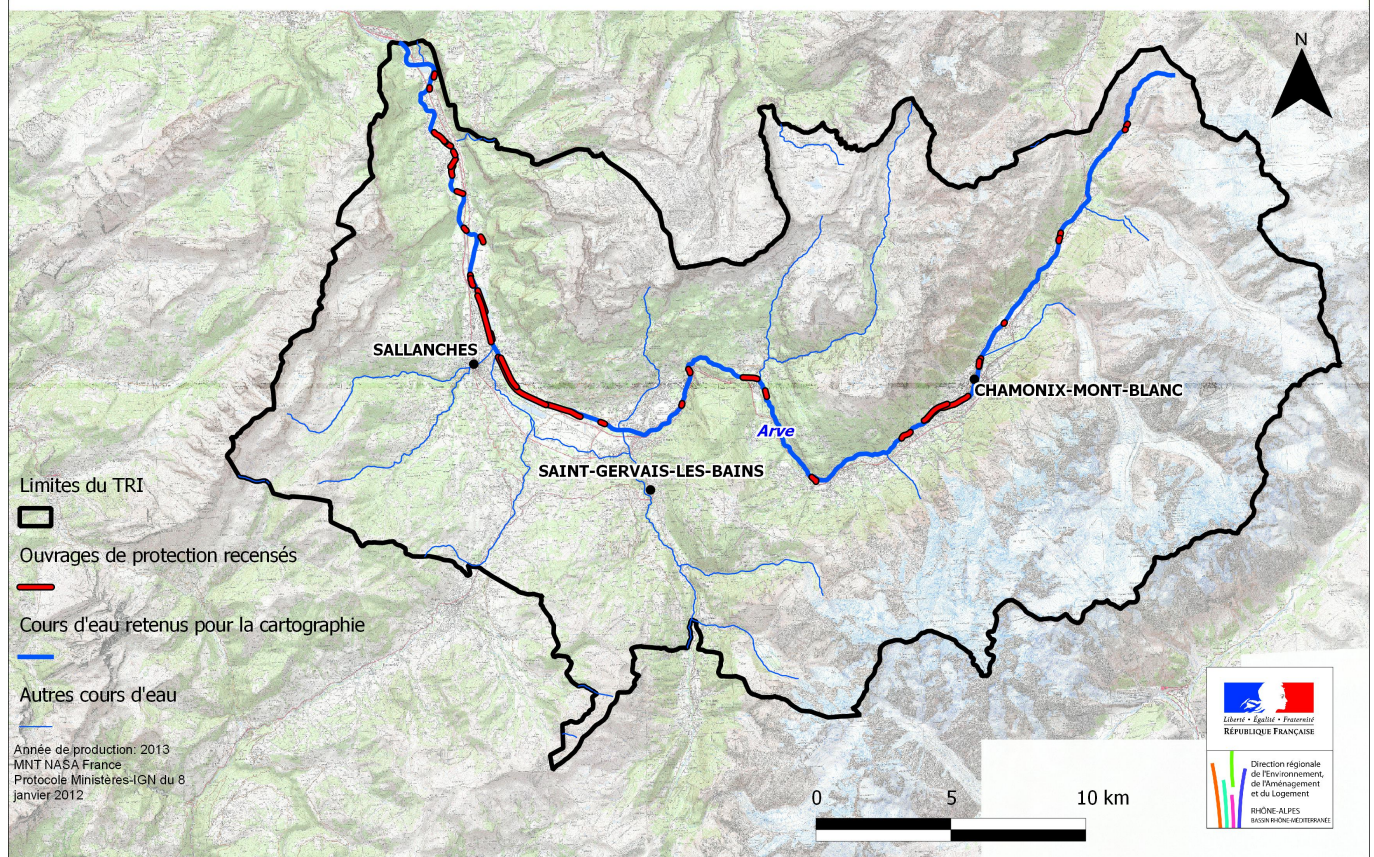 N
SALLANCHES
CHAMONIX-MONT-BLANC
Arve
SAINT-GERVAIS-LES-BAINS
Limites du TRI
Ouvrages de protection recensés
Cours d'eau retenus pour la cartographie
Autres cours d'eau
Année de production: 2013
MNT NASA France
Protocole Ministères-IGN du 8
janvier 2012
0 5 10 km
Liberté • Égalité • Fraternité
RÉPUBLIQUE FRANÇAISE
Direction régionale
de l'Environnement,
de l'Aménagement
et du Logement
RHÔNE-ALPES
BASSIN RHÔNE-MÉDITERRANÉE